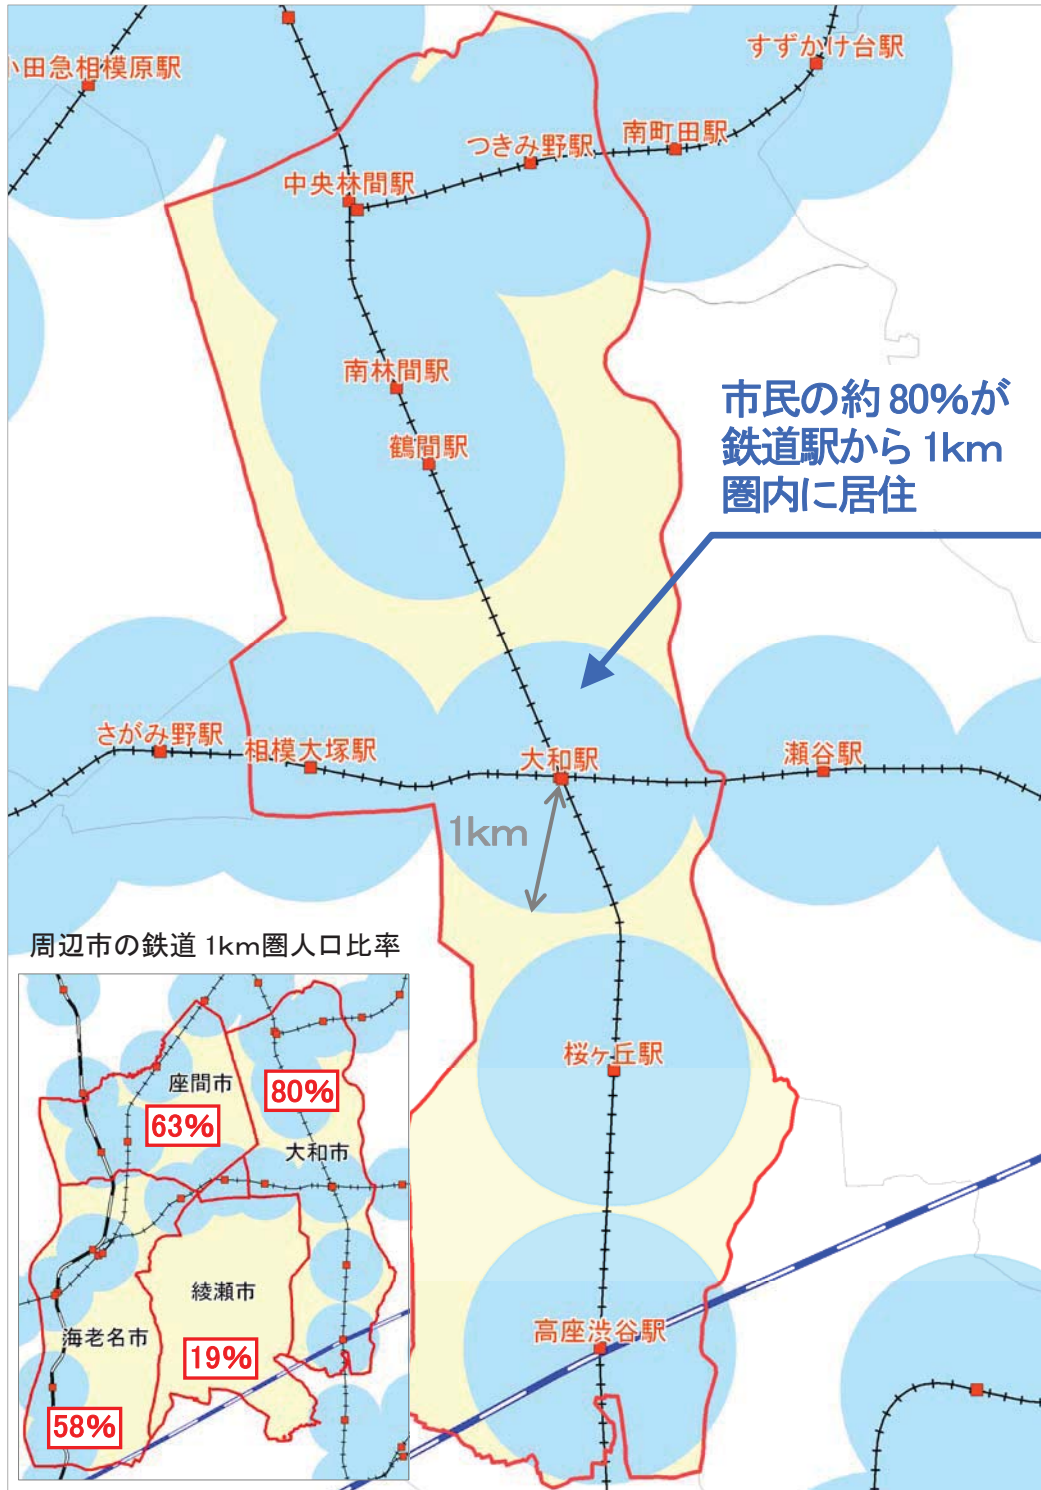 すずかけ台駅
小田急相模原駅
南町田駅
つきみ野駅
中央林間駅
南林間駅
鶴間駅
市民の約 80%が
鉄道駅から 1km
圏内に居住
さがみ野駅
相模大塚駅
大和駅
瀬谷駅
1km
周辺市の鉄道 1km圏人口比率
桜ヶ丘駅
座間市
80%
63%
大和市
綾瀬市
海老名市
19%
58%
高座渋谷駅